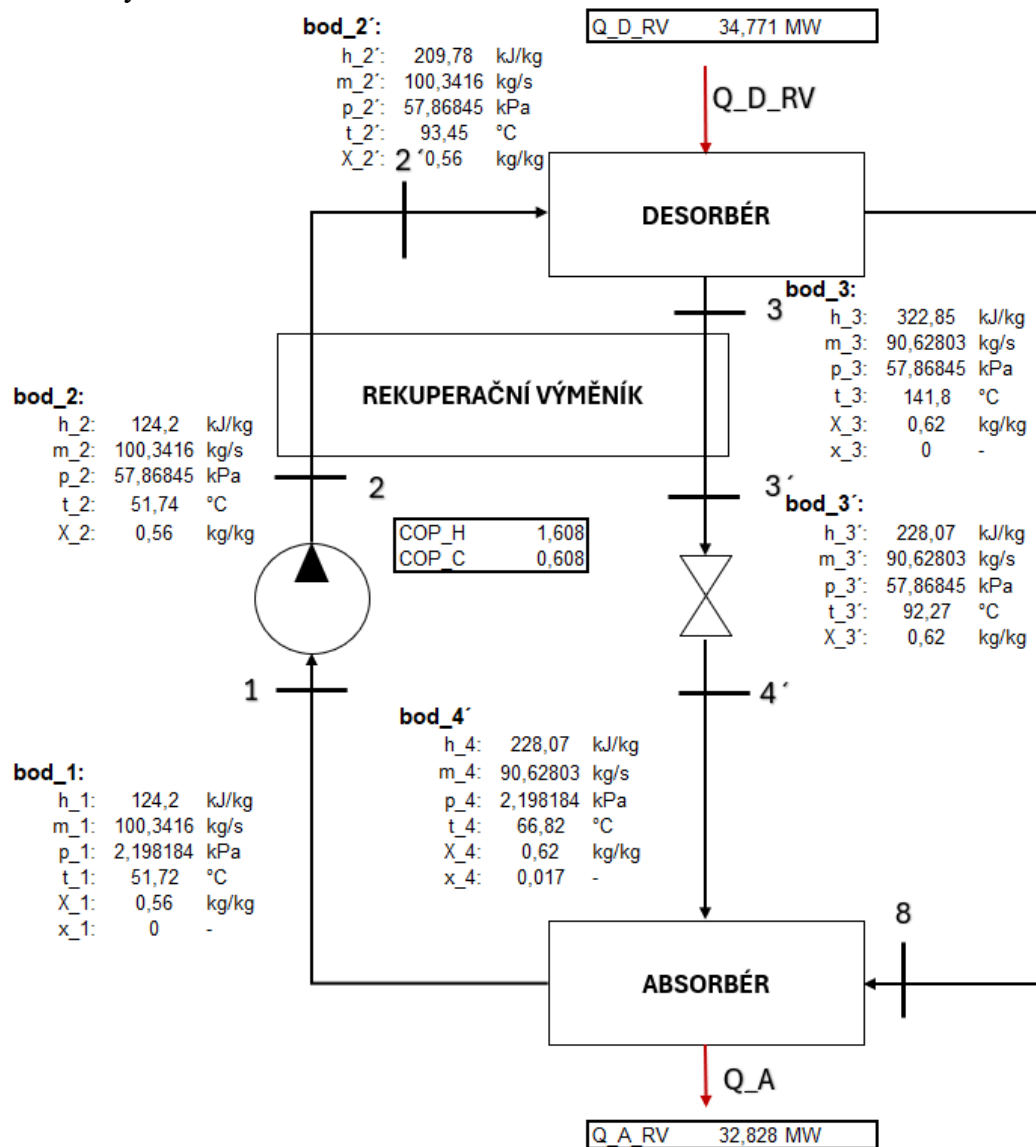 bod_2´:
h_2´: 209,78 kJ/kg
m_2´: 100,3416 kg/s
p_2´: 57,86845 kPa
t_2´: 93,45 °C
X_2´: 0,56 kg/kg
Q_D_RV 34,771 MW
Q_D_RV
2´
DESORBÉR
bod_3:
h_3: 322,85 kJ/kg
m_3: 90,62803 kg/s
p_3: 57,86845 kPa
t_3: 141,8 °C
X_3: 0,62 kg/kg
x_3: 0 -
3
REKUPERAČNÍ VÝMĚNÍK
bod_2:
h_2: 124,2 kJ/kg
m_2: 100,3416 kg/s
p_2: 57,86845 kPa
t_2: 51,74 °C
X_2: 0,56 kg/kg
2
3´
bod_3´:
h_3´: 228,07 kJ/kg
m_3´: 90,62803 kg/s
p_3´: 57,86845 kPa
t_3´: 92,27 °C
X_3´: 0,62 kg/kg
COP_H 1,608
COP_C 0,608
1
4´
bod_4´
h_4: 228,07 kJ/kg
m_4: 90,62803 kg/s
p_4: 2,198184 kPa
t_4: 66,82 °C
X_4: 0,62 kg/kg
x_4: 0,017 -
bod_1:
h_1: 124,2 kJ/kg
m_1: 100,3416 kg/s
p_1: 2,198184 kPa
t_1: 51,72 °C
X_1: 0,56 kg/kg
x_1: 0 -
8
ABSORBÉR
Q_A
Q_A_RV 32,828 MW